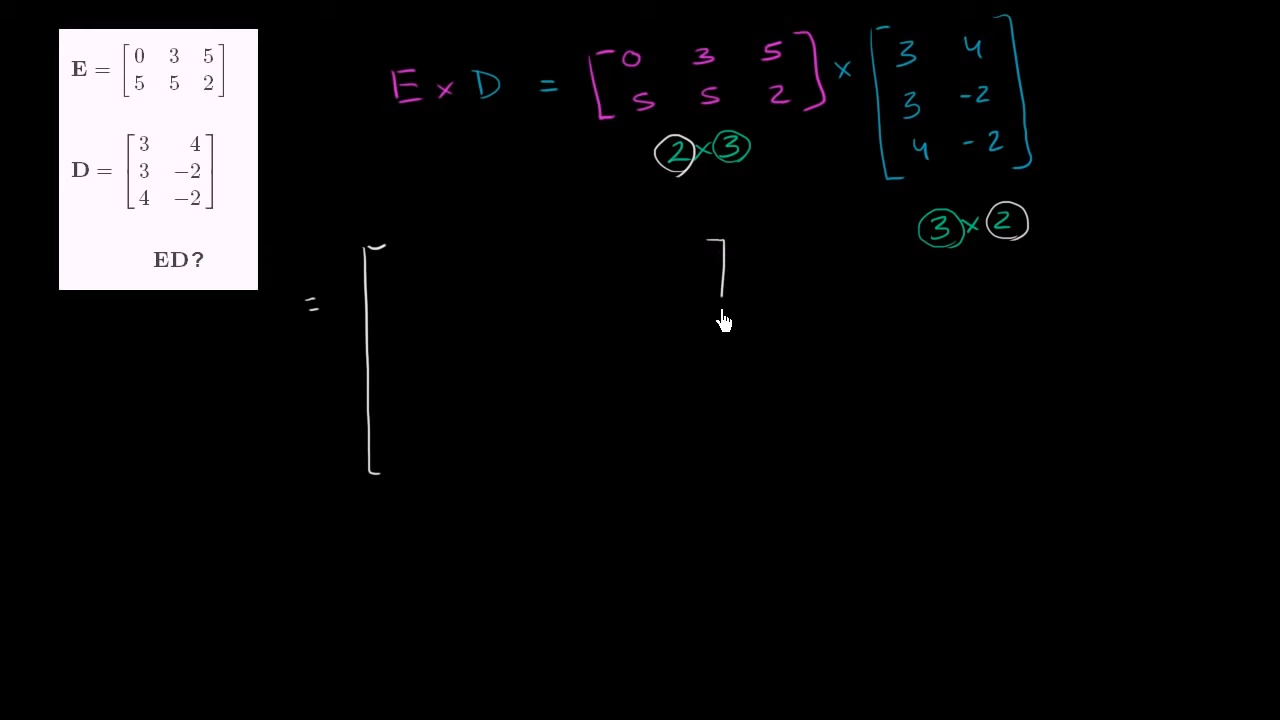 E = [0 3 5
5 5 2]
D = [3 4
3 −2
4 −2]
ED?
E × D = [0 3 5
5 5 2] × [3 4
3 -2
4 -2]
2×3
3×2
= [ ]